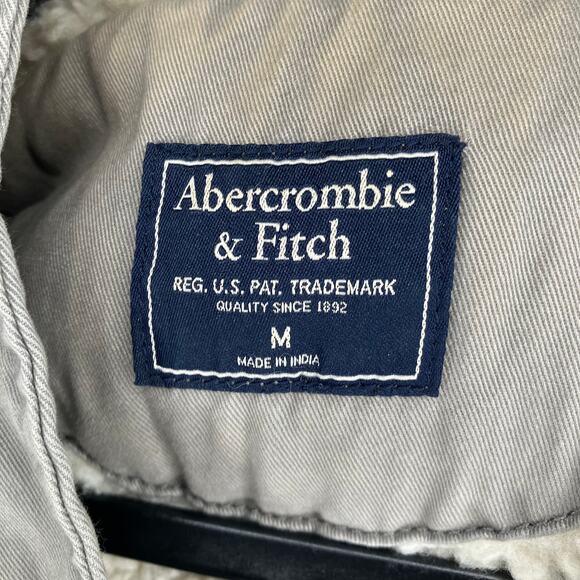 Abercrombie
& Fitch
REG. U.S. PAT. TRADEMARK
QUALITY SINCE 1892
M
MADE IN INDIA